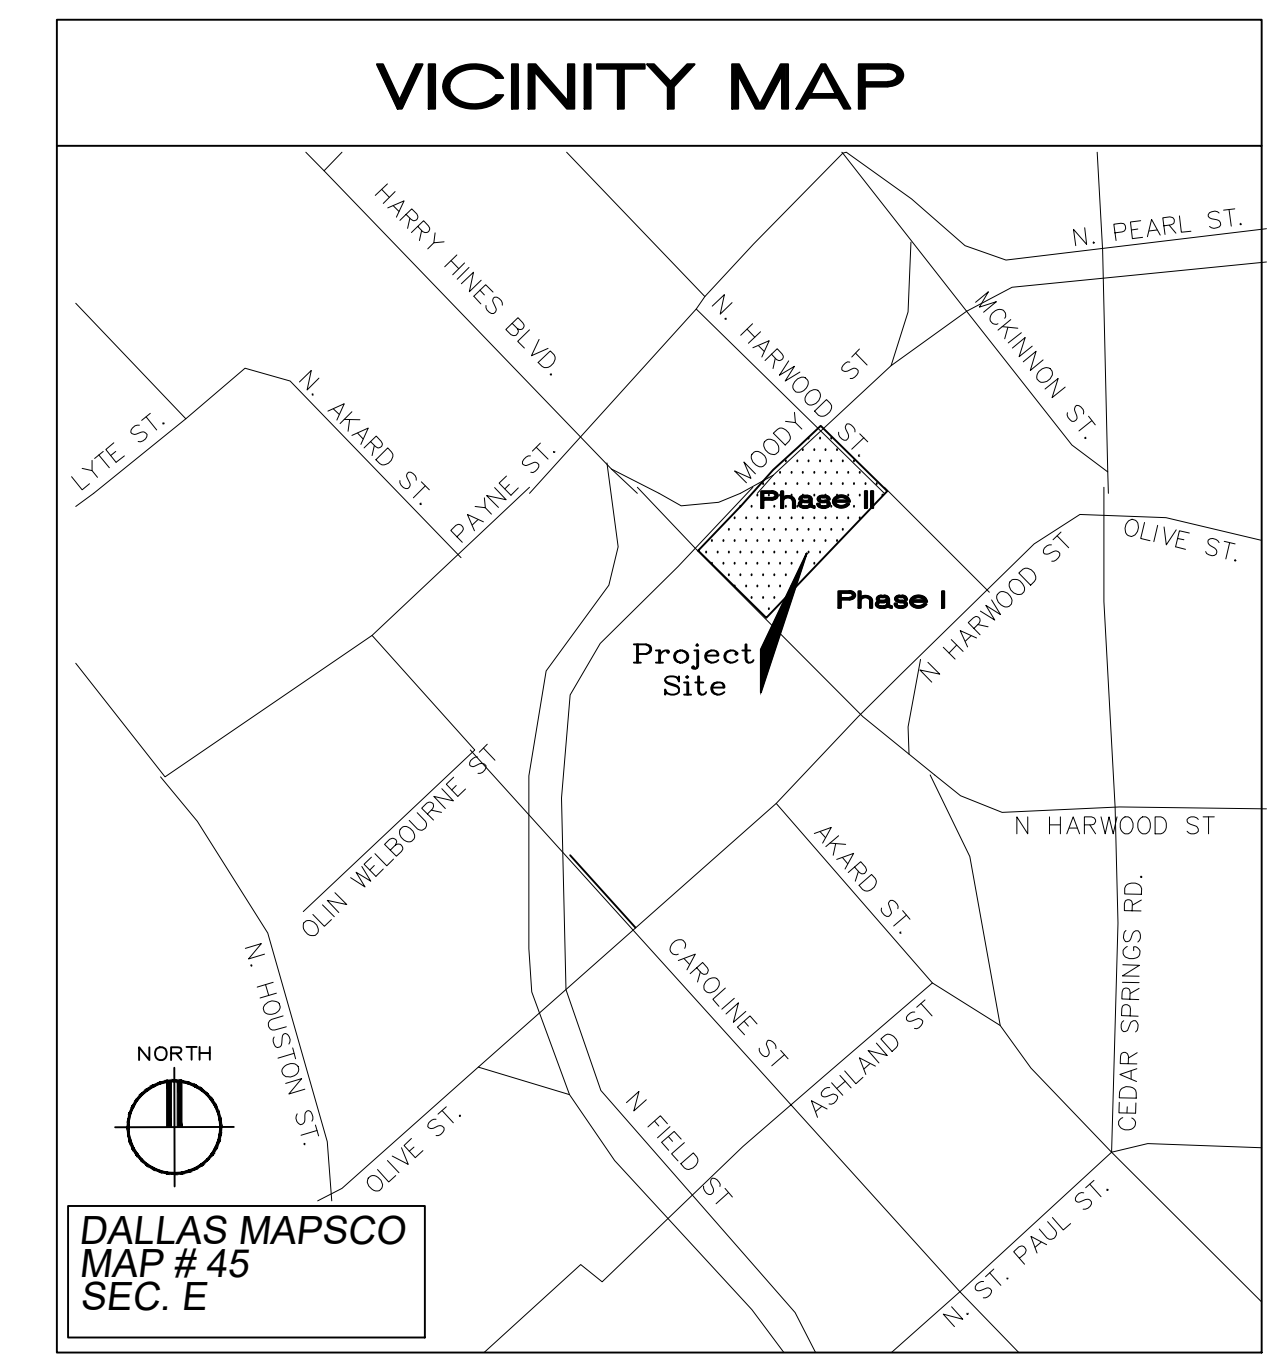 VICINITY MAP
HARRY HINES BLVD.
N. PEARL ST.
N. HARWOOD ST.
MCKINNON ST.
MOODY ST
N. AKARD ST.
LYTE ST.
PAYNE ST.
Phase II
OLIVE ST.
Phase I
N HARWOOD ST
Project
Site
OLIN WELBOURNE ST
N HARWOOD ST
AKARD ST.
CEDAR SPRINGS RD.
CAROLINE ST
N. HOUSTON ST.
ASHLAND ST
NORTH
OLIVE ST.
N FIELD ST
N. ST. PAUL ST.
DALLAS MAPSCO
MAP # 45
SEC. E